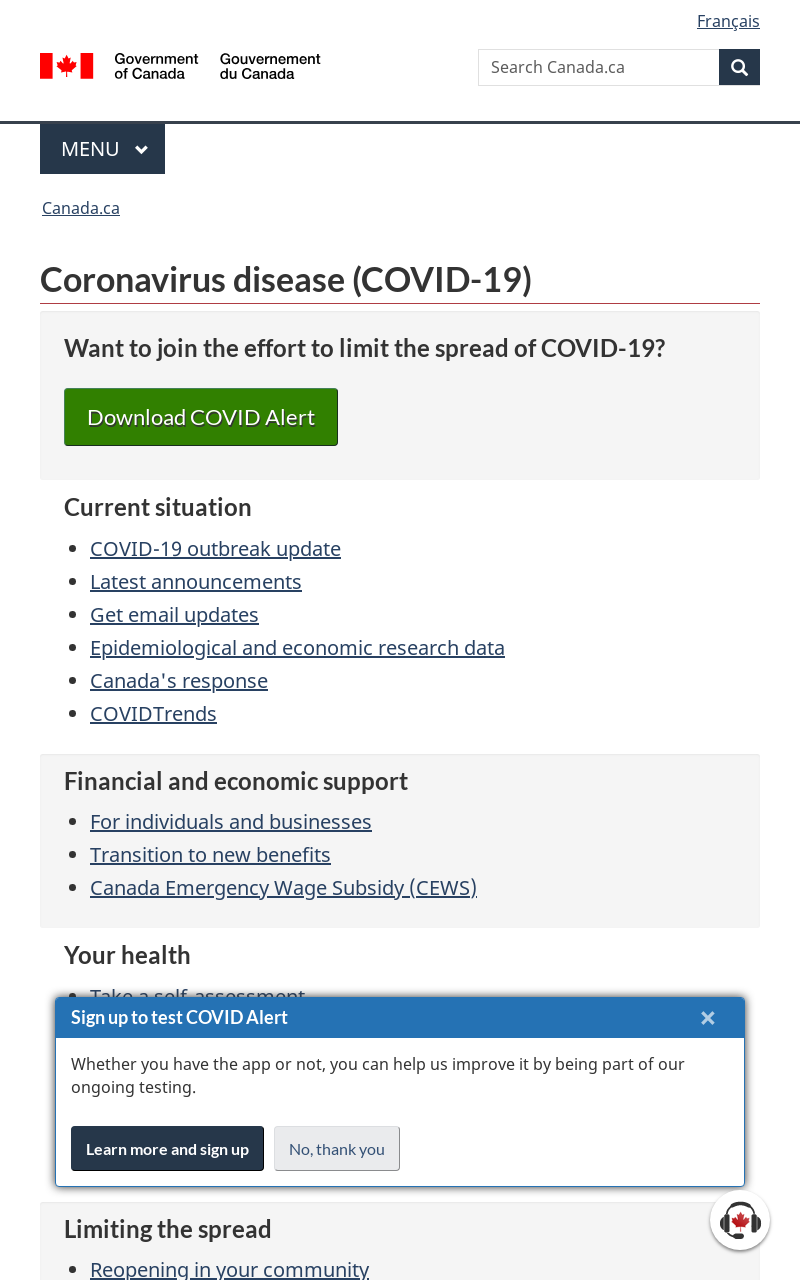 Français
Government of Canada
Gouvernement du Canada
Search Canada.ca
MENU
Canada.ca
Coronavirus disease (COVID-19)
Want to join the effort to limit the spread of COVID-19?
Download COVID Alert
Current situation
COVID-19 outbreak update
Latest announcements
Get email updates
Epidemiological and economic research data
Canada's response
COVIDTrends
Financial and economic support
For individuals and businesses
Transition to new benefits
Canada Emergency Wage Subsidy (CEWS)
Your health
Take a self-assessment
Sign up to test COVID Alert
×
Whether you have the app or not, you can help us improve it by being part of our
ongoing testing.
Learn more and sign up
No, thank you
Limiting the spread
Reopening in your community